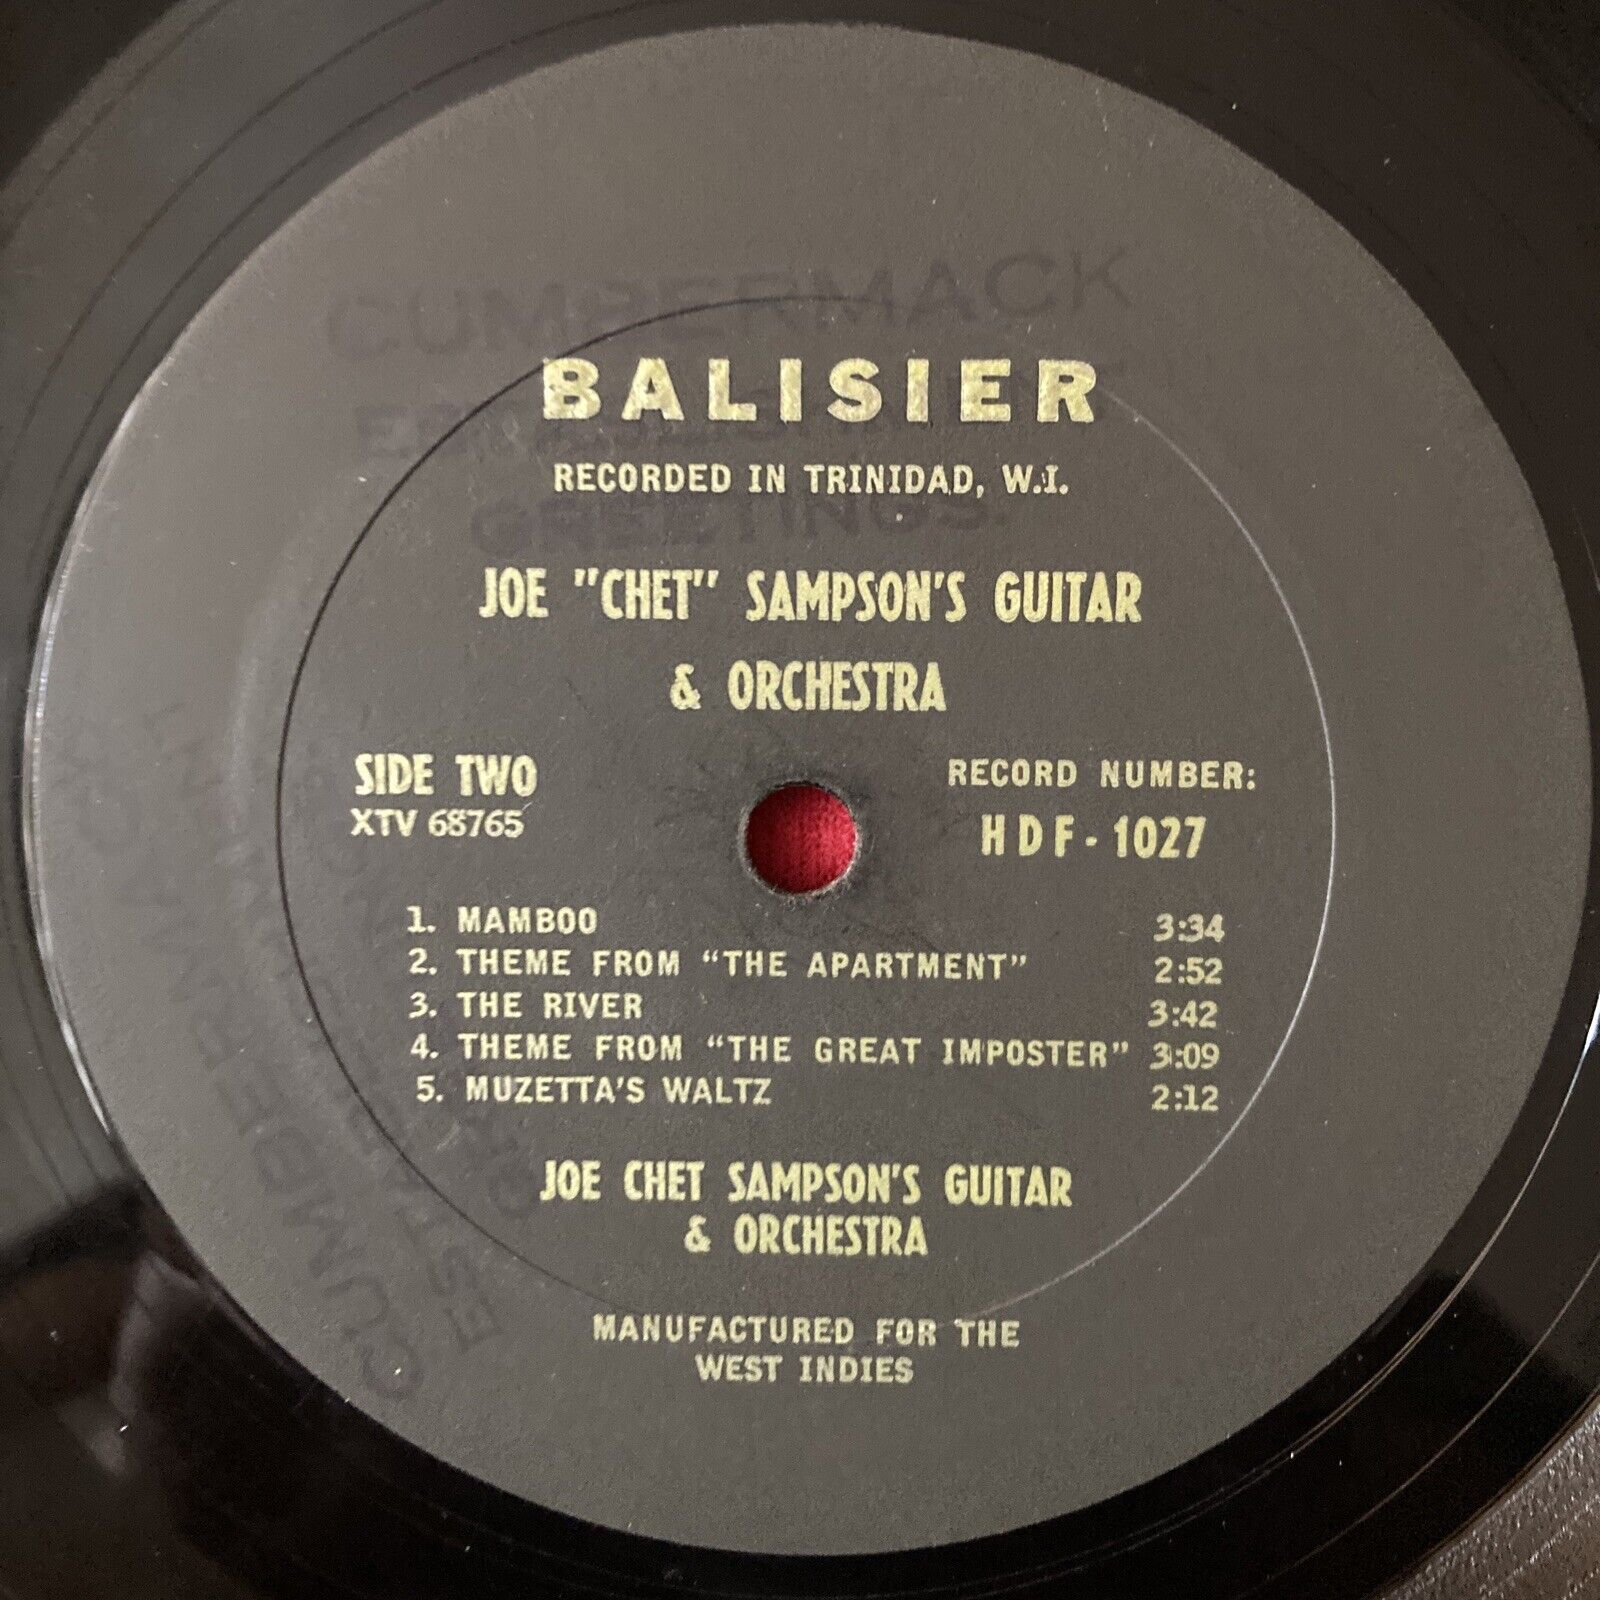 CUMPERMACK
BALISIER
RECORDED IN TRINIDAD, W.I.
GREETINGS.
JOE "CHET" SAMPSON'S GUITAR
& ORCHESTRA
SIDE TWO
XTV 68765
RECORD NUMBER:
HDF-1027
1. MAMBOO 3:34
2. THEME FROM "THE APARTMENT" 2:52
3. THE RIVER 3:42
4. THEME FROM "THE GREAT IMPOSTER" 3:09
5. MUZETTA'S WALTZ 2:12
JOE CHET SAMPSON'S GUITAR
& ORCHESTRA
MANUFACTURED FOR THE
WEST INDIES